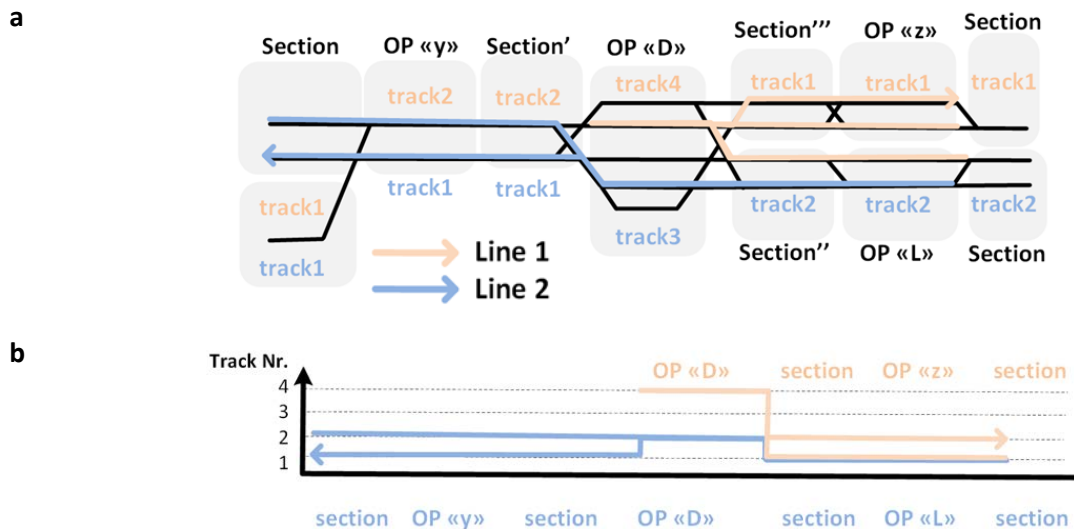 a
Section OP «y» Section' OP «D» Section''' OP «z» Section
track2 track2 track4 track1 track1 track1
track1 track1
track1 track2 track2 track2
track1 track3
Section'' OP «L» Section
Line 1
Line 2
b
Track Nr.
OP «D» section OP «z» section
4
3
2
1
section OP «y» section OP «D» section OP «L» section